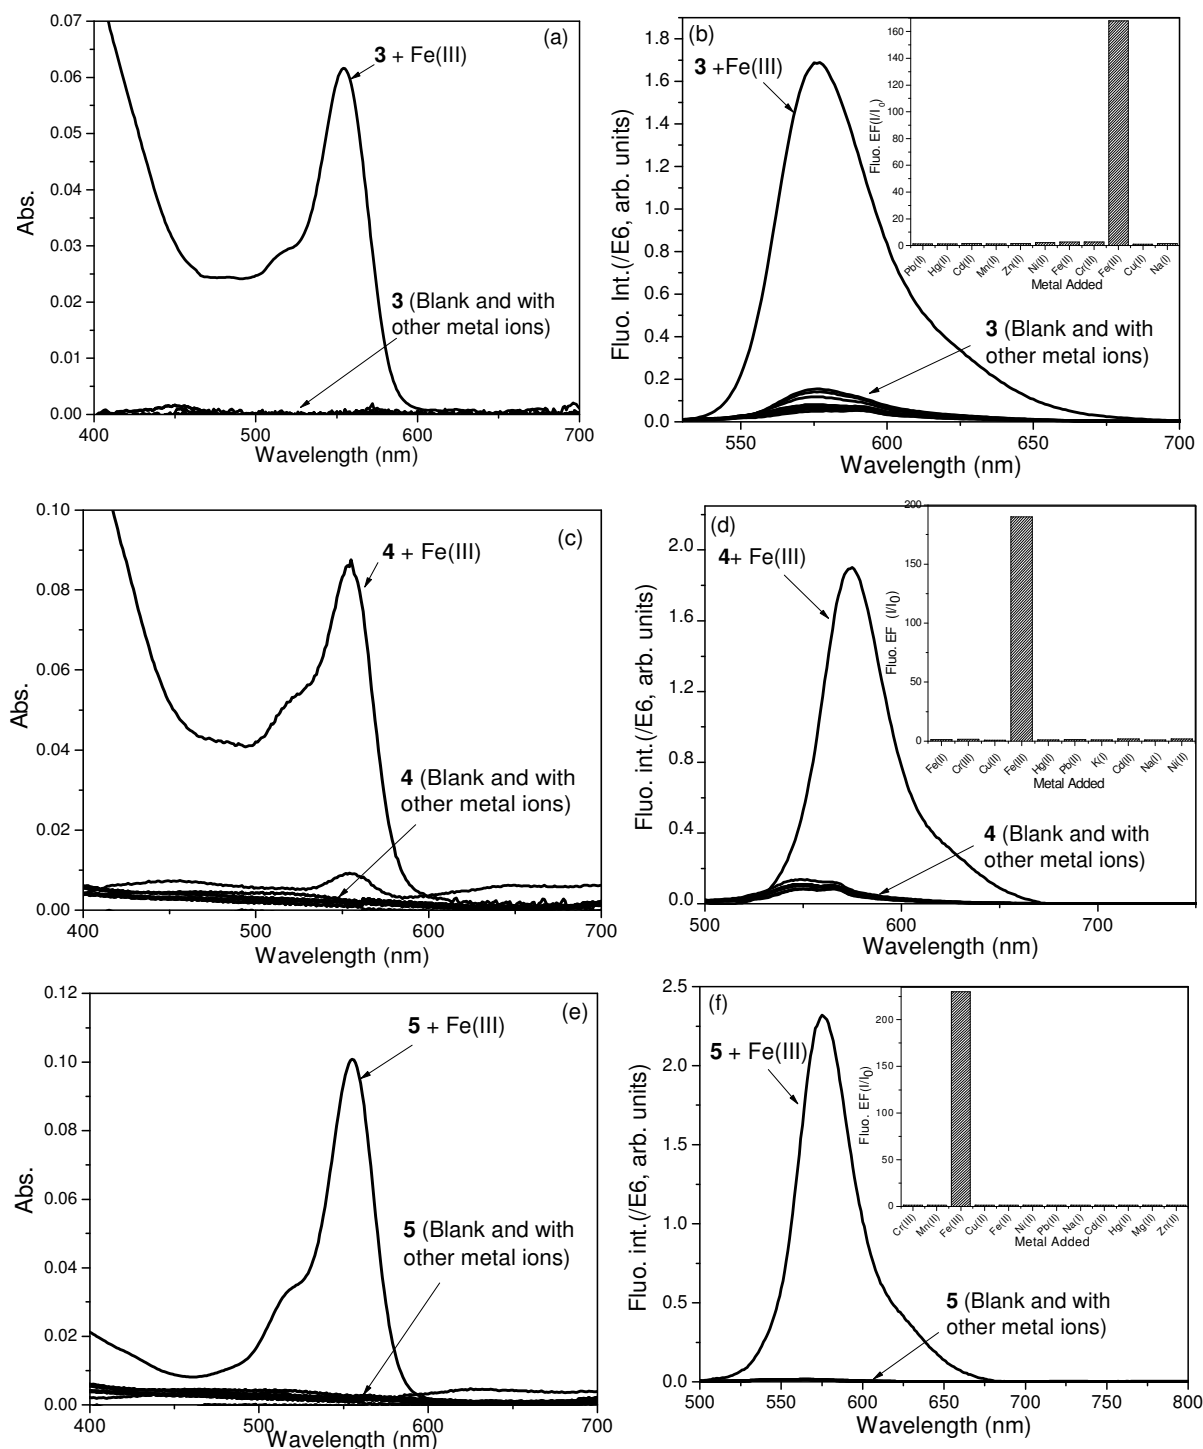 (a)
0.07
0.06
0.05
0.04
0.03
0.02
0.01
0.00
Abs.
3 + Fe(III)
3 (Blank and with
other metal ions)
400
500
600
700
Wavelength (nm)
(b)
1.8
1.6
1.4
1.2
1.0
0.8
0.6
0.4
0.2
0.0
Fluo. Int.(/E6, arb. units)
3 +Fe(III)
3 (Blank and with
other metal ions)
550
600
650
700
Wavelength (nm)
160
140
120
100
80
60
40
20
0
Fluo. EF(I/I0)
Pb(II)
Hg(II)
Cd(I)
Mn(II)
Zn(II)
Ni(II)
Fe(I)
Cr(III)
Fe(III)
Cu(I)
Na(I)
Metal Added
(c)
0.10
0.08
0.06
0.04
0.02
0.00
Abs.
4 + Fe(III)
4 (Blank and with
other metal ions)
400
500
600
700
Wavelength (nm)
(d)
2.0
1.6
1.2
0.8
0.4
0.0
Fluo. int.(/E6, arb. units)
4+ Fe(III)
4 (Blank and with
other metal ions)
500
600
700
Wavelength (nm)
200
150
100
50
0
Fluo. EF (I/I0)
Fe(II)
Cr(III)
Cu(I)
Fe(III)
Hg(II)
Pb(II)
K(I)
Cd(II)
Na(I)
Ni(II)
Metal Added
(e)
0.12
0.10
0.08
0.06
0.04
0.02
0.00
Abs.
5 + Fe(III)
5 (Blank and with
other metal ions)
400
500
600
700
Wavelength (nm)
(f)
2.5
2.0
1.5
1.0
0.5
0.0
Fluo. int.(/E6, arb. units)
5 + Fe(III)
5 (Blank and with
other metal ions)
500
550
600
650
700
750
800
Wavelength (nm)
200
150
100
50
0
Fluo. EF(I/I0)
Cr(III)
Mn(II)
Fe(III)
Cu(I)
Fe(II)
Ni(II)
Pb(II)
Na(I)
Cd(II)
Hg(II)
Mg(II)
Zn(II)
Metal Added